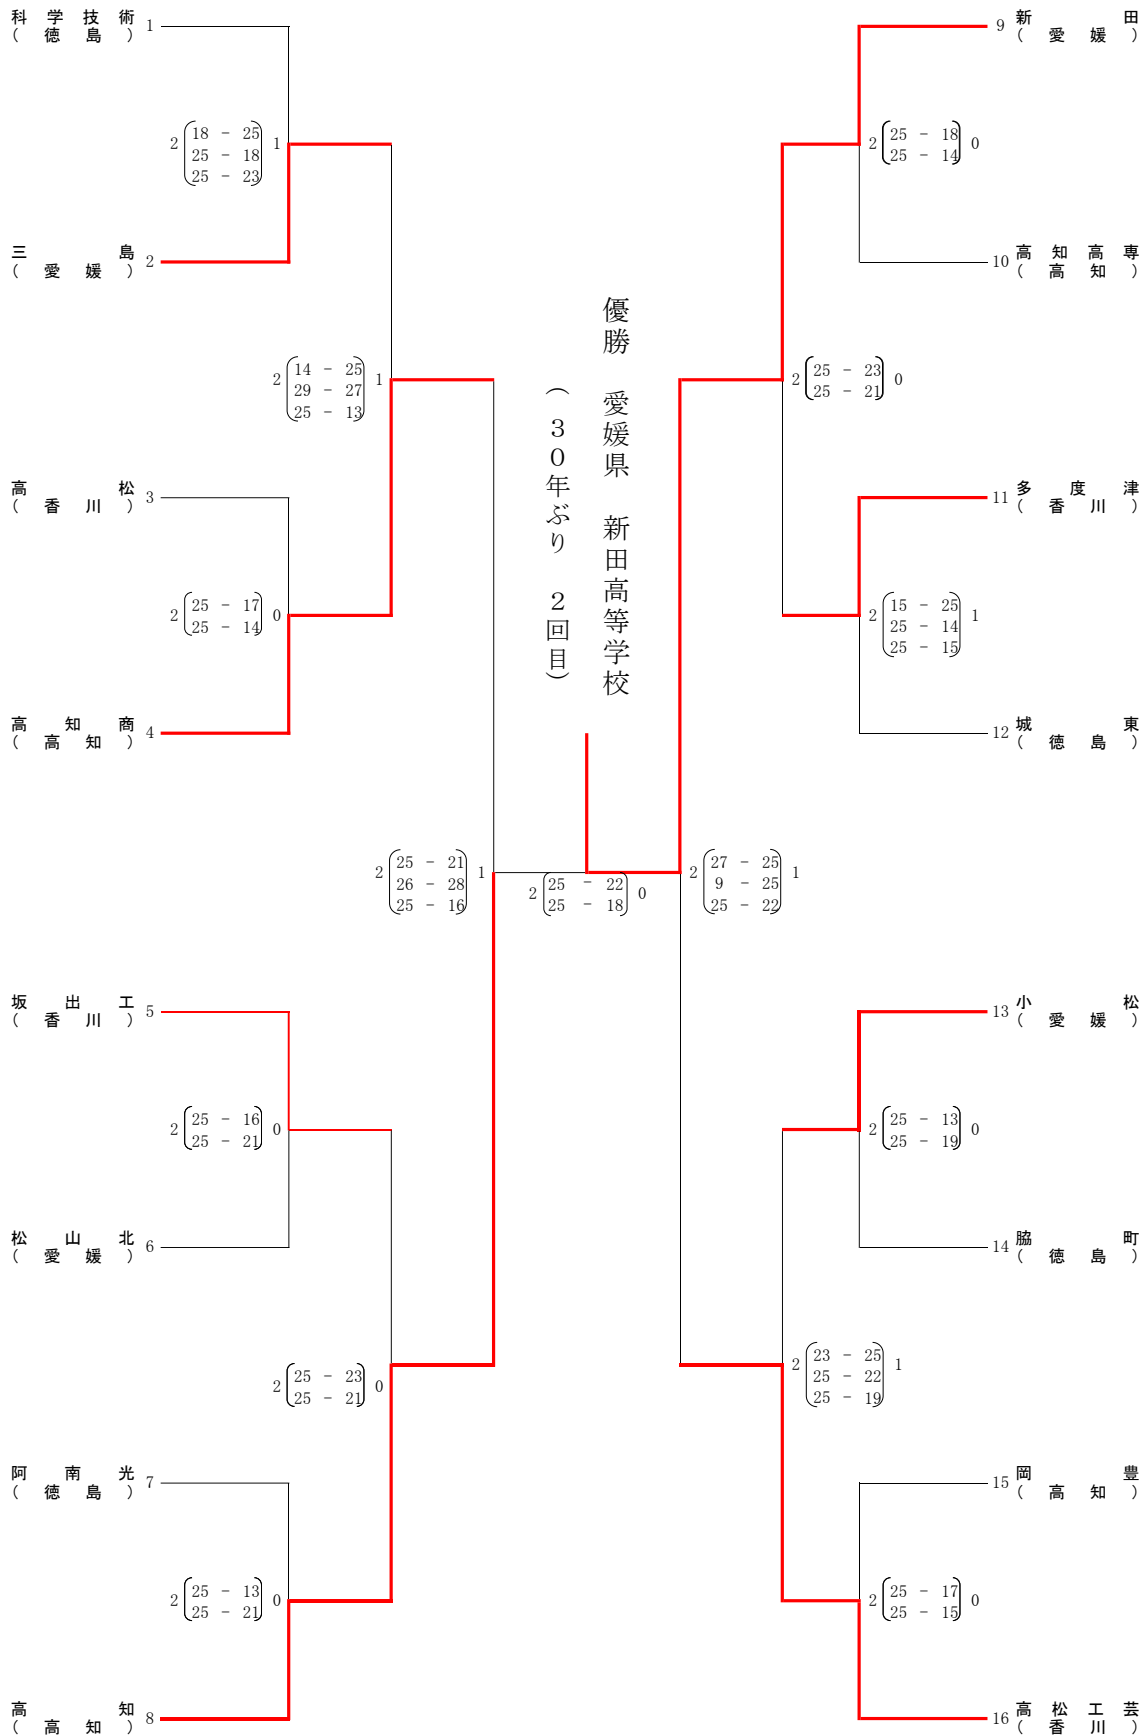 科学技術
（徳島）
1
2
18 - 25
25 - 18
25 - 23
1
三島
（愛媛）
2
2
14 - 25
29 - 27
25 - 13
1
高松
（香川）
3
2
25 - 17
25 - 14
0
高知商
（高知）
4
2
25 - 21
26 - 28
25 - 16
1
坂出工
（香川）
5
2
25 - 16
25 - 21
0
松山北
（愛媛）
6
2
25 - 23
25 - 21
0
阿南光
（徳島）
7
2
25 - 13
25 - 21
0
高知
（高知）
8
優勝　愛媛県　新田高等学校
（３０年ぶり　２回目）
2
25 - 22
25 - 18
0
9
新田
（愛媛）
2
25 - 18
25 - 14
0
10
高知高専
（高知）
2
25 - 23
25 - 21
0
11
多度津
（香川）
2
15 - 25
25 - 14
25 - 15
1
12
城東
（徳島）
2
27 - 25
9 - 25
25 - 22
1
13
小松
（愛媛）
2
25 - 13
25 - 19
0
14
脇町
（徳島）
2
23 - 25
25 - 22
25 - 19
1
15
岡豊
（高知）
2
25 - 17
25 - 15
0
16
高松工芸
（香川）